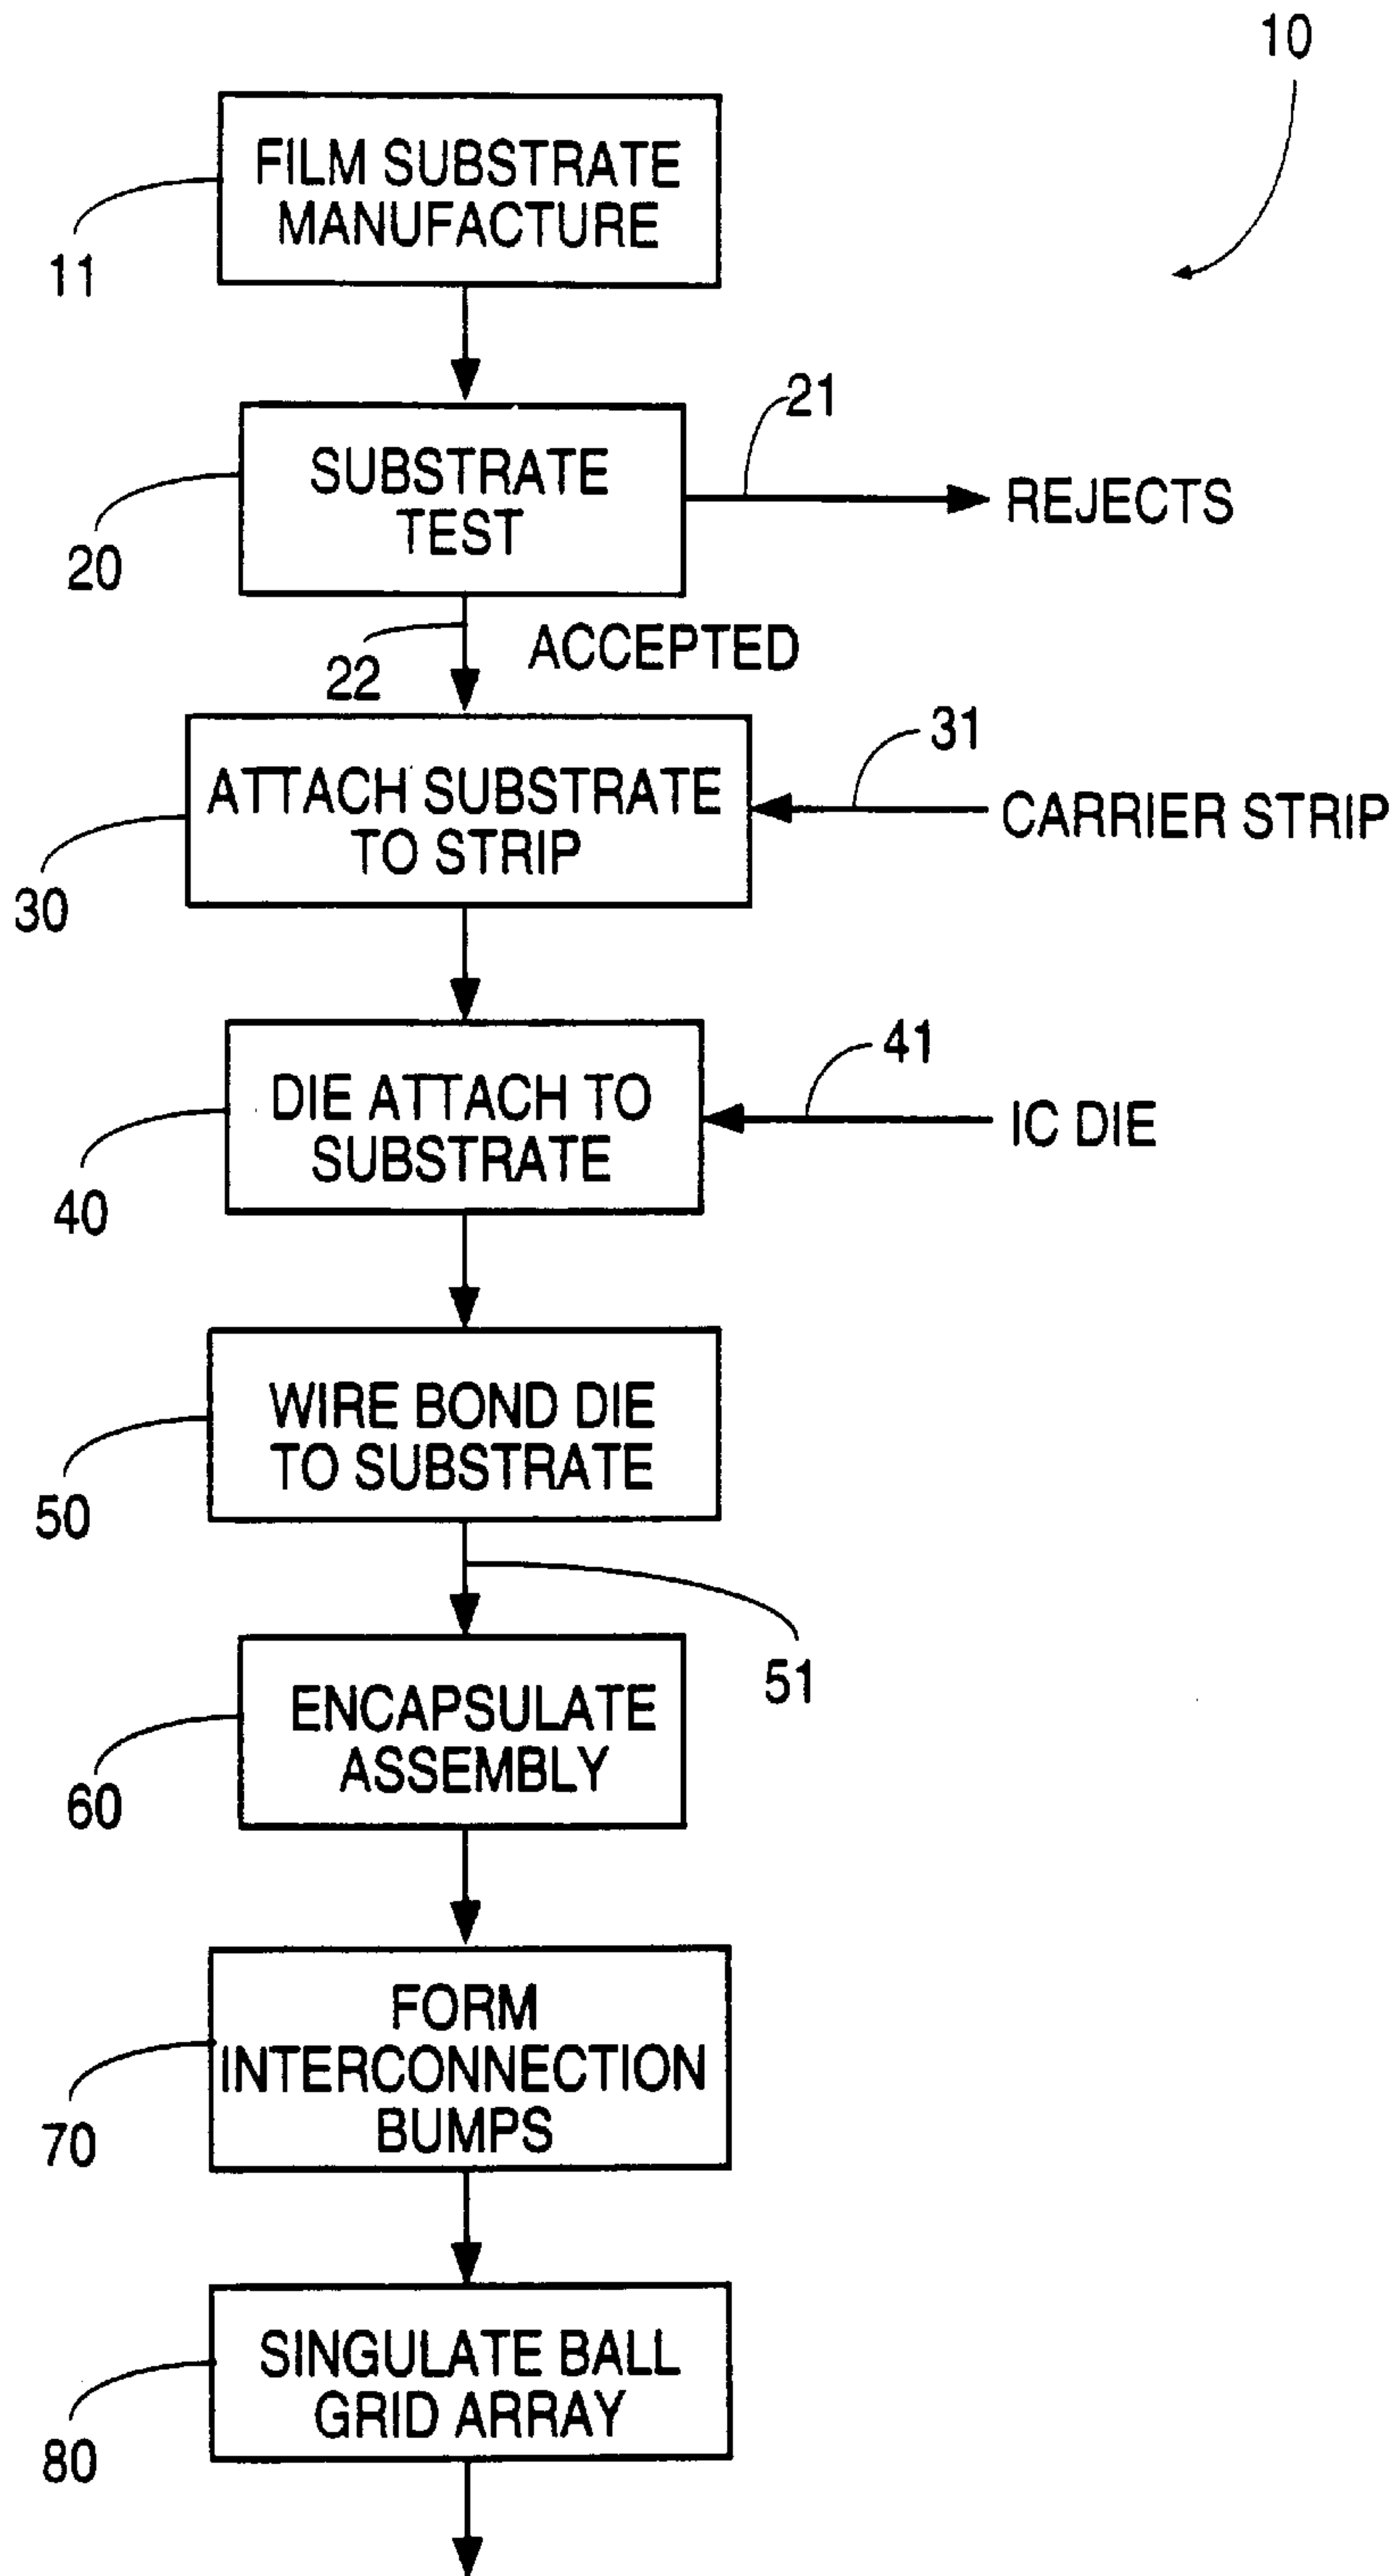 10
FILM SUBSTRATE
MANUFACTURE
11
SUBSTRATE
TEST
20
21
REJECTS
22
ACCEPTED
ATTACH SUBSTRATE
TO STRIP
30
31
CARRIER STRIP
DIE ATTACH TO
SUBSTRATE
40
41
IC DIE
WIRE BOND DIE
TO SUBSTRATE
50
51
ENCAPSULATE
ASSEMBLY
60
FORM
INTERCONNECTION
BUMPS
70
SINGULATE BALL
GRID ARRAY
80